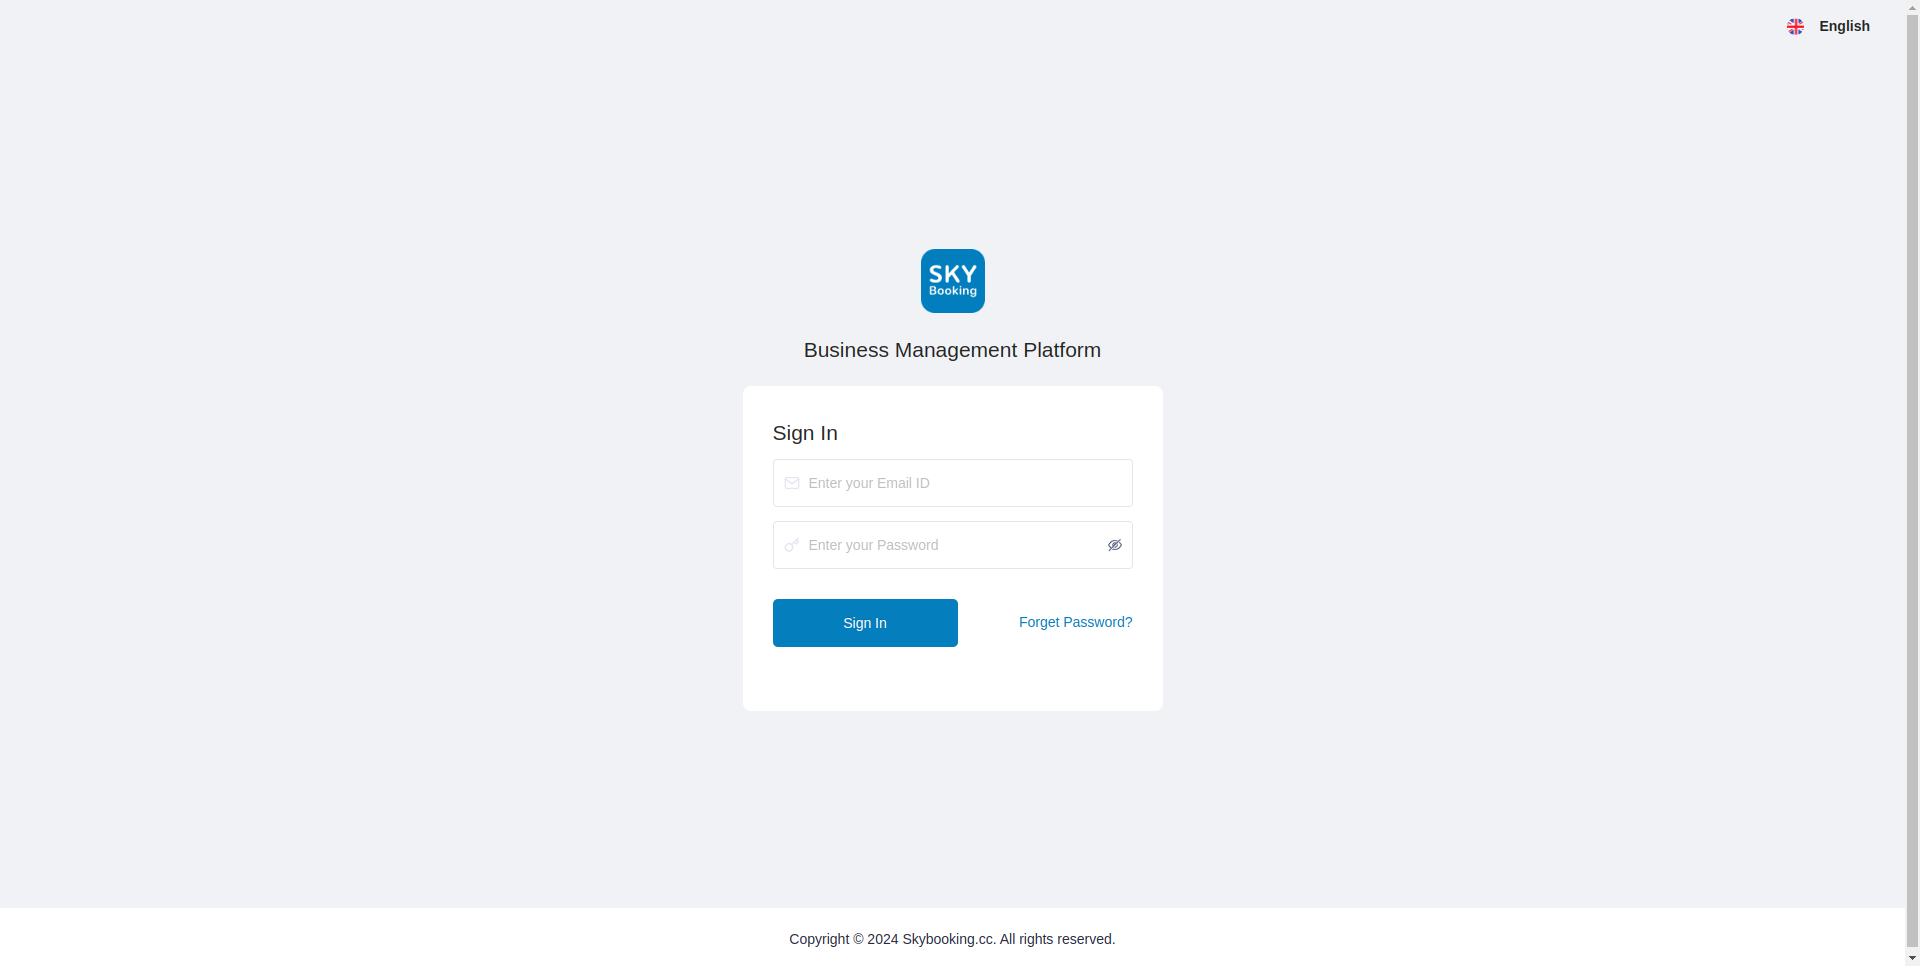 English
SKY
Booking
Business Management Platform
Sign In
Enter your Email ID
Enter your Password
Sign In
Forget Password?
Copyright © 2024 Skybooking.cc. All rights reserved.